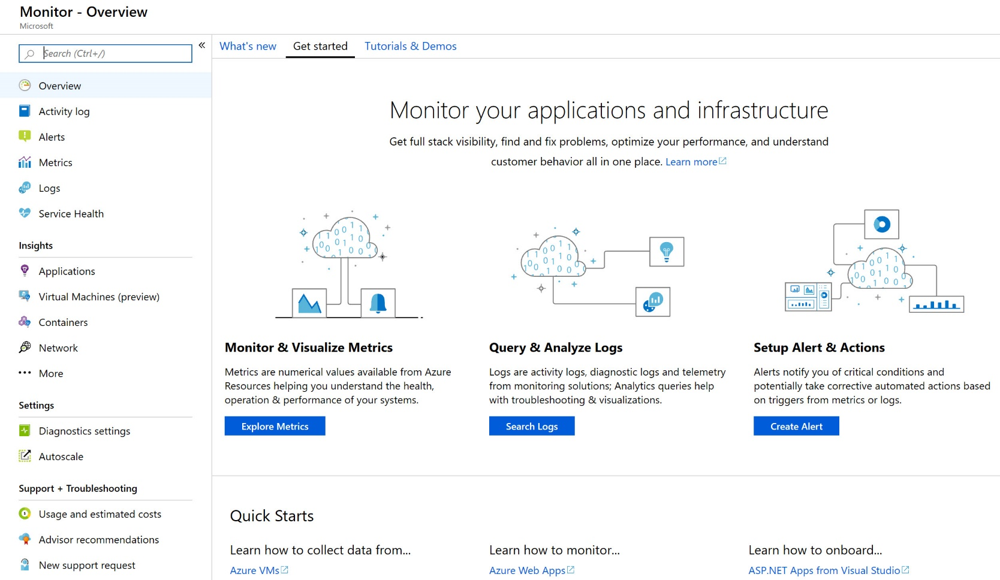 Monitor - Overview
Microsoft
Search (Ctrl+/)
«
Overview
Activity log
Alerts
Metrics
Logs
Service Health
Insights
Applications
Virtual Machines (preview)
Containers
Network
More
Settings
Diagnostics settings
Autoscale
Support + Troubleshooting
Usage and estimated costs
Advisor recommendations
New support request
What's new
Get started
Tutorials & Demos
Monitor your applications and infrastructure
Get full stack visibility, find and fix problems, optimize your performance, and understand
customer behavior all in one place. Learn more
Monitor & Visualize Metrics
Metrics are numerical values available from Azure
Resources helping you understand the health,
operation & performance of your systems.
Explore Metrics
Query & Analyze Logs
Logs are activity logs, diagnostic logs and telemetry
from monitoring solutions; Analytics queries help
with troubleshooting & visualizations.
Search Logs
Setup Alert & Actions
Alerts notify you of critical conditions and
potentially take corrective automated actions based
on triggers from metrics or logs.
Create Alert
Quick Starts
Learn how to collect data from...
Azure VMs
Learn how to monitor...
Azure Web Apps
Learn how to onboard...
ASP.NET Apps from Visual Studio